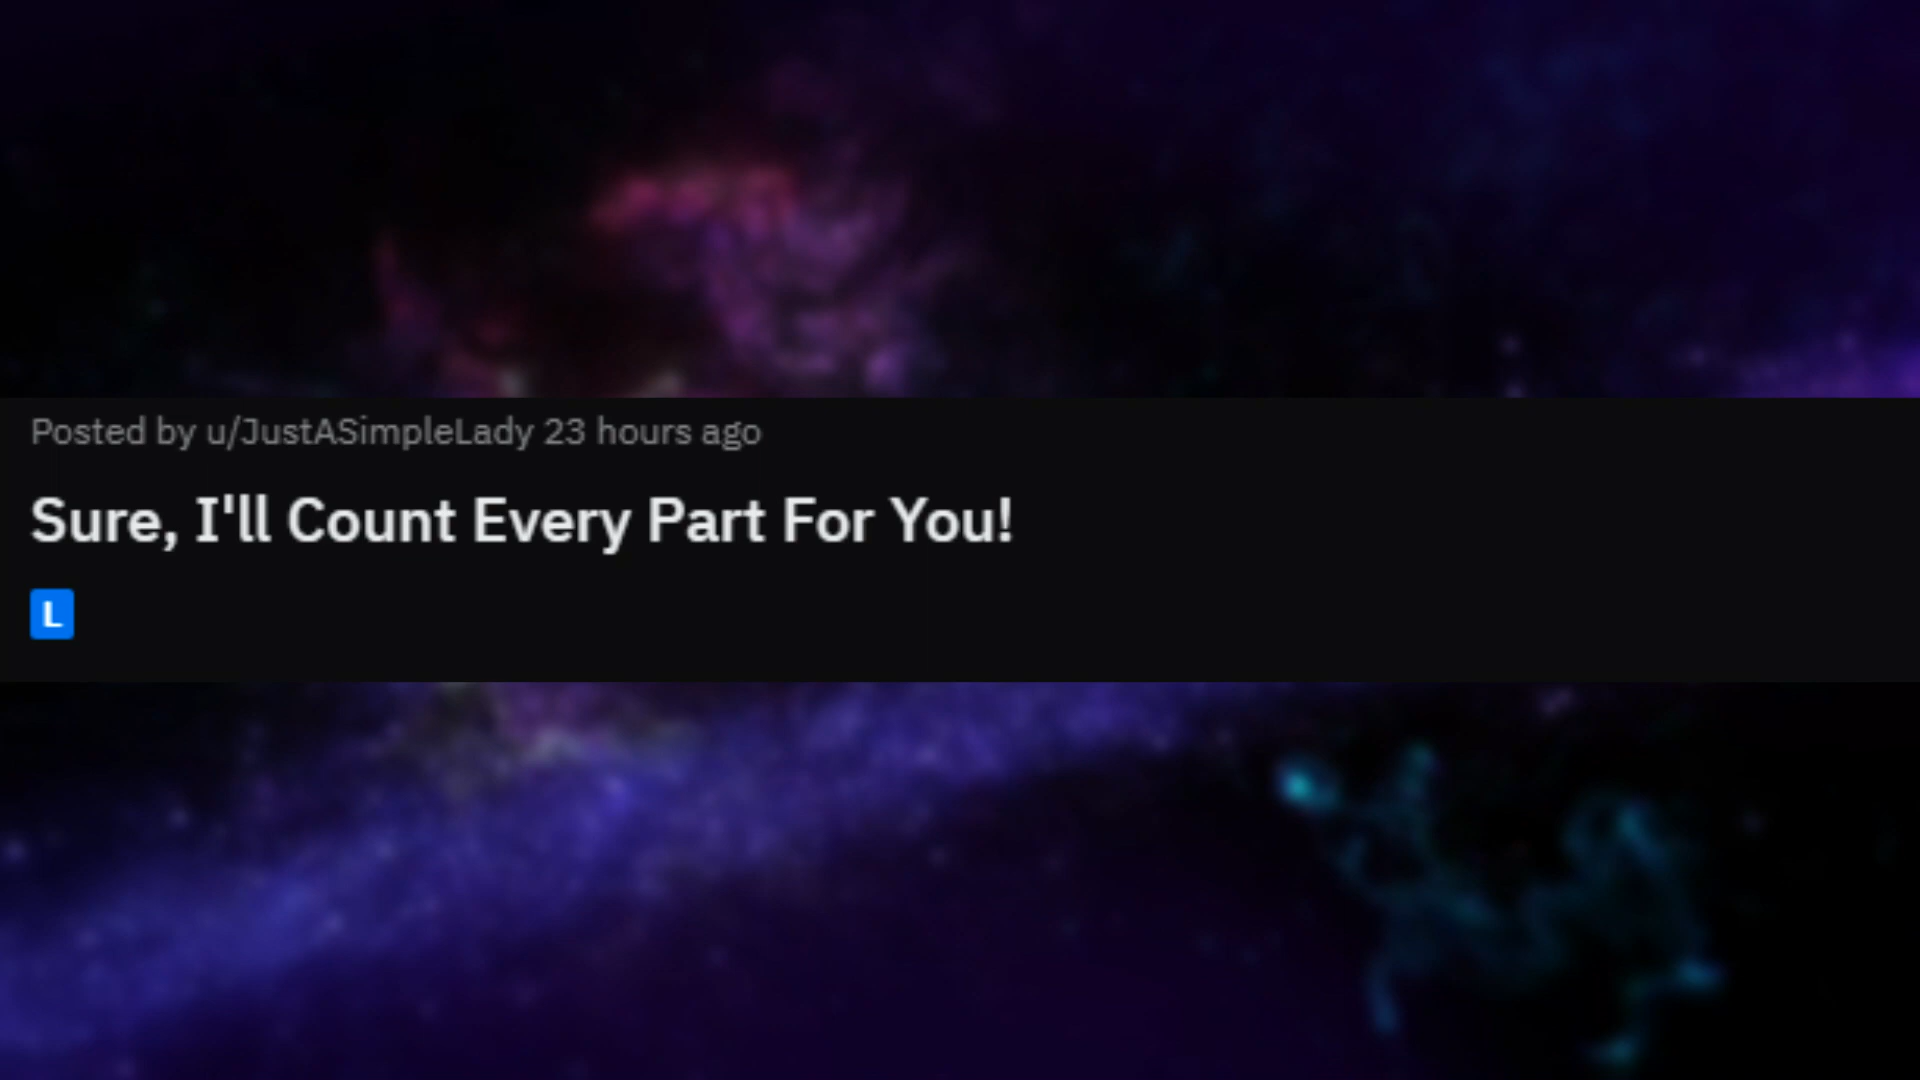 Posted by u/JustASimpleLady 23 hours ago
Sure, I'll Count Every Part For You!
L